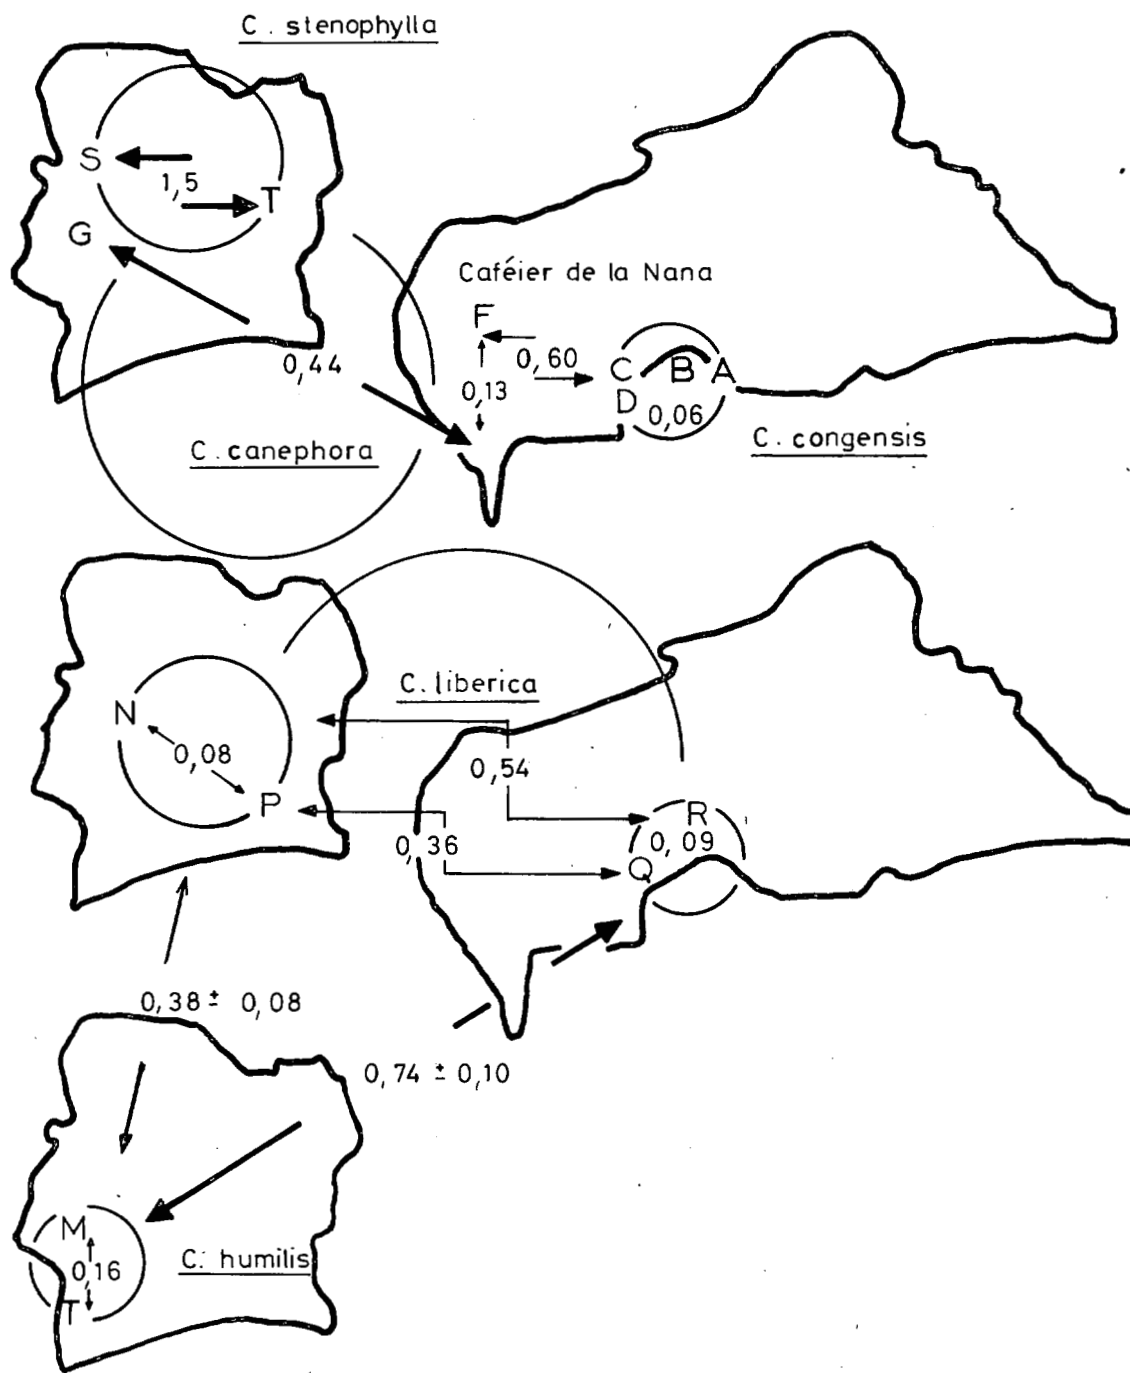 C. stenophylla
S
1,5
T
G
Caféier de la Nana
F
0,60
0,44
0,13
C B A
D
0,06
C. canephora
C. congensis
C. liberica
N
0,08
P
0,54
0,36
R
0,09
Q
0,38 ± 0,08
0,74 ± 0,10
M
0,16
T
C. humilis